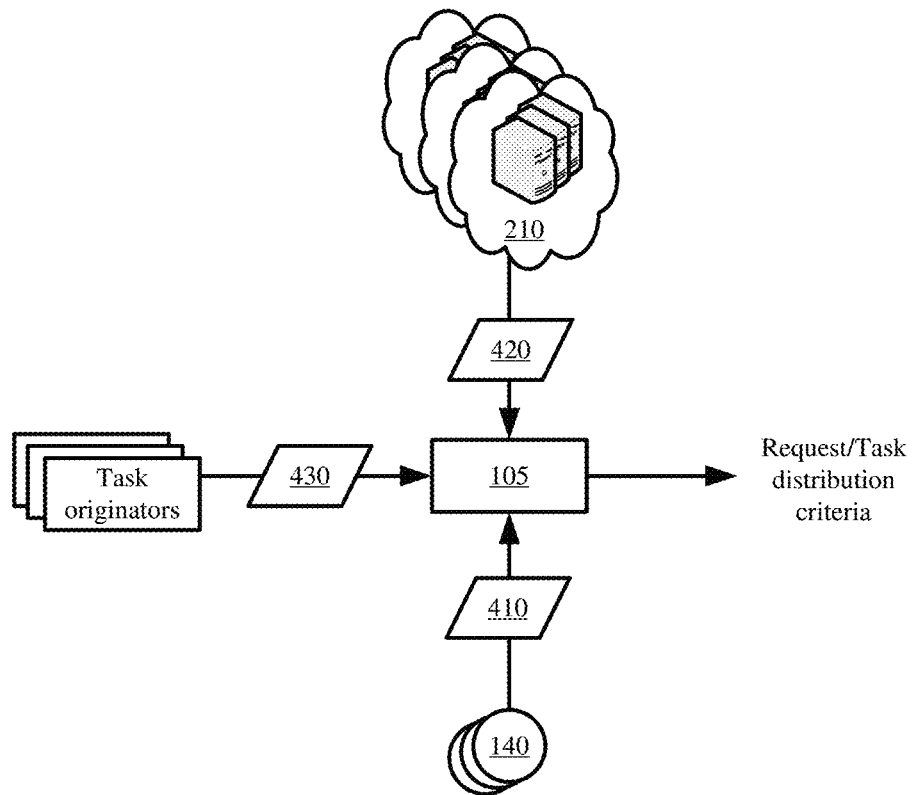 210
420
Task
originators
430
105
Request/Task
distribution
criteria
410
140